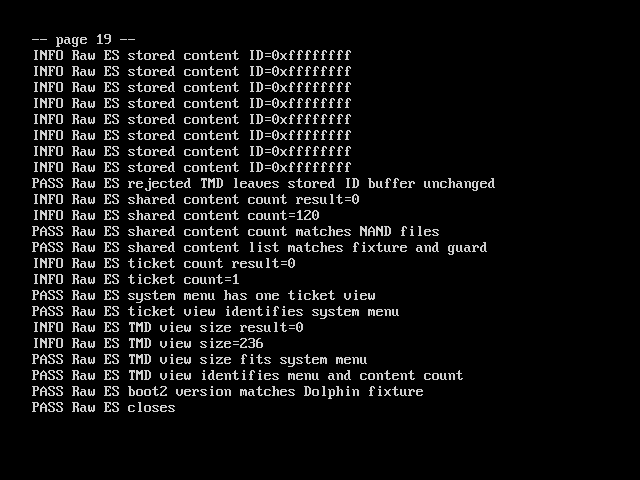 -- page 19 --
INFO Raw ES stored content ID=0xffffffff
INFO Raw ES stored content ID=0xffffffff
INFO Raw ES stored content ID=0xffffffff
INFO Raw ES stored content ID=0xffffffff
INFO Raw ES stored content ID=0xffffffff
INFO Raw ES stored content ID=0xffffffff
INFO Raw ES stored content ID=0xffffffff
INFO Raw ES stored content ID=0xffffffff
PASS Raw ES rejected TMD leaves stored ID buffer unchanged
INFO Raw ES shared content count result=0
INFO Raw ES shared content count=120
PASS Raw ES shared content count matches NAND files
PASS Raw ES shared content list matches fixture and guard
INFO Raw ES ticket count result=0
INFO Raw ES ticket count=1
PASS Raw ES system menu has one ticket view
PASS Raw ES ticket view identifies system menu
INFO Raw ES TMD view size result=0
INFO Raw ES TMD view size=236
PASS Raw ES TMD view size fits system menu
PASS Raw ES TMD view identifies menu and content count
PASS Raw ES boot2 version matches Dolphin fixture
PASS Raw ES closes